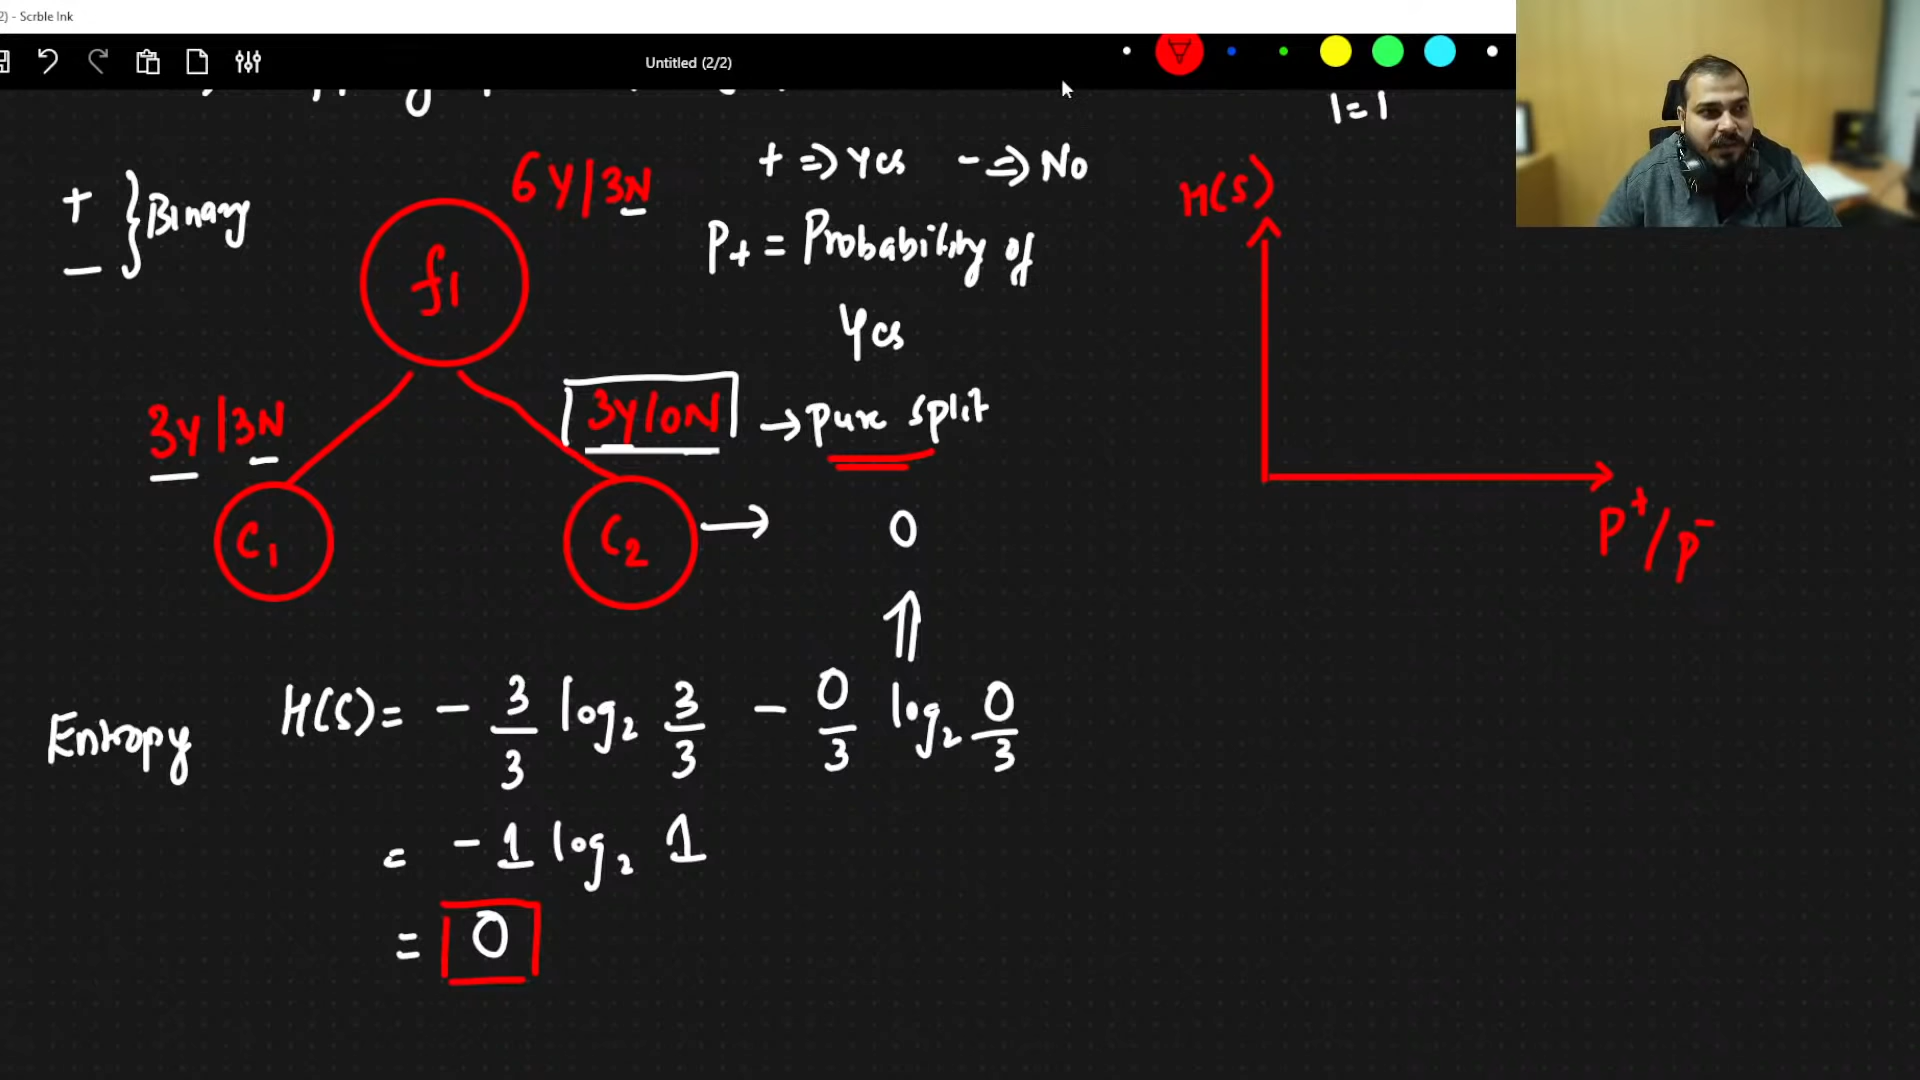 2) - Scrble Ink
Untitled (2/2)
1=1
+ => Yes - => No
6Y/3N
+
-
} Binary
f1
P+ = Probability of
Yes
H(S)
3Y/3N
3Y/0N → pure split
C1
C2 → 0
P+/P-
Entropy H(S) = - 3/3 log2 3/3 - 0/3 log2 0/3
= -1 log2 1
= 0